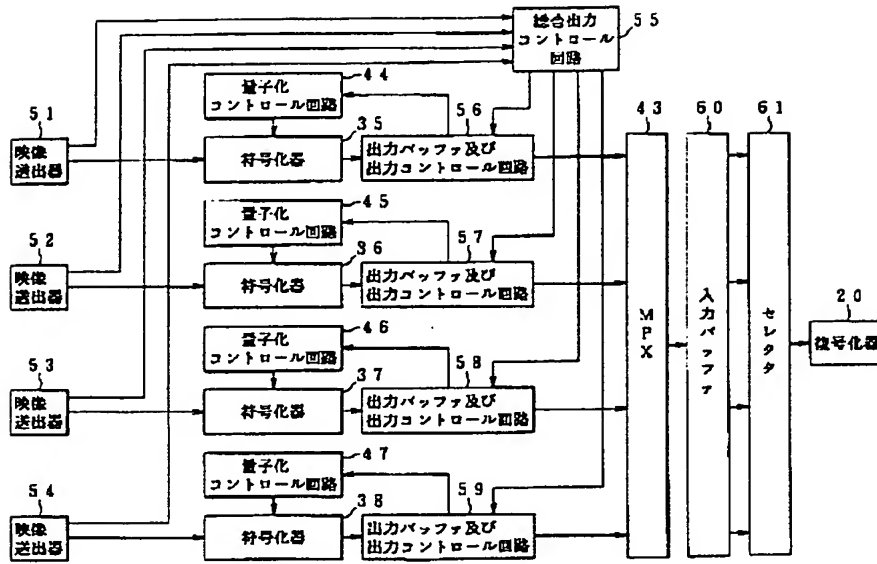 総合出力
コントロール
回路
５５
量子化
コントロール回路
４４
５１
映像
送出器
符号化器
３５
出力バッファ及び
出力コントロール回路
５６
４３
６０
６１
量子化
コントロール回路
４５
５２
映像
送出器
符号化器
３６
出力バッファ及び
出力コントロール回路
５７
ＭＰＸ
入力バッファ
セレクタ
２０
復号化器
量子化
コントロール回路
４６
５３
映像
送出器
符号化器
３７
出力バッファ及び
出力コントロール回路
５８
量子化
コントロール回路
４７
５４
映像
送出器
符号化器
３８
出力バッファ及び
出力コントロール回路
５９